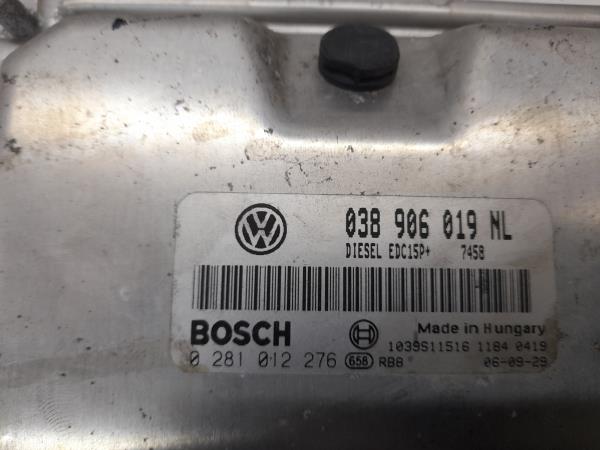 038 906 019 NL
DIESEL EDC15P+ 7458
BOSCH Made in Hungary
1039S11516 1184 0419
0 281 012 276 658 RB8 06-09-29